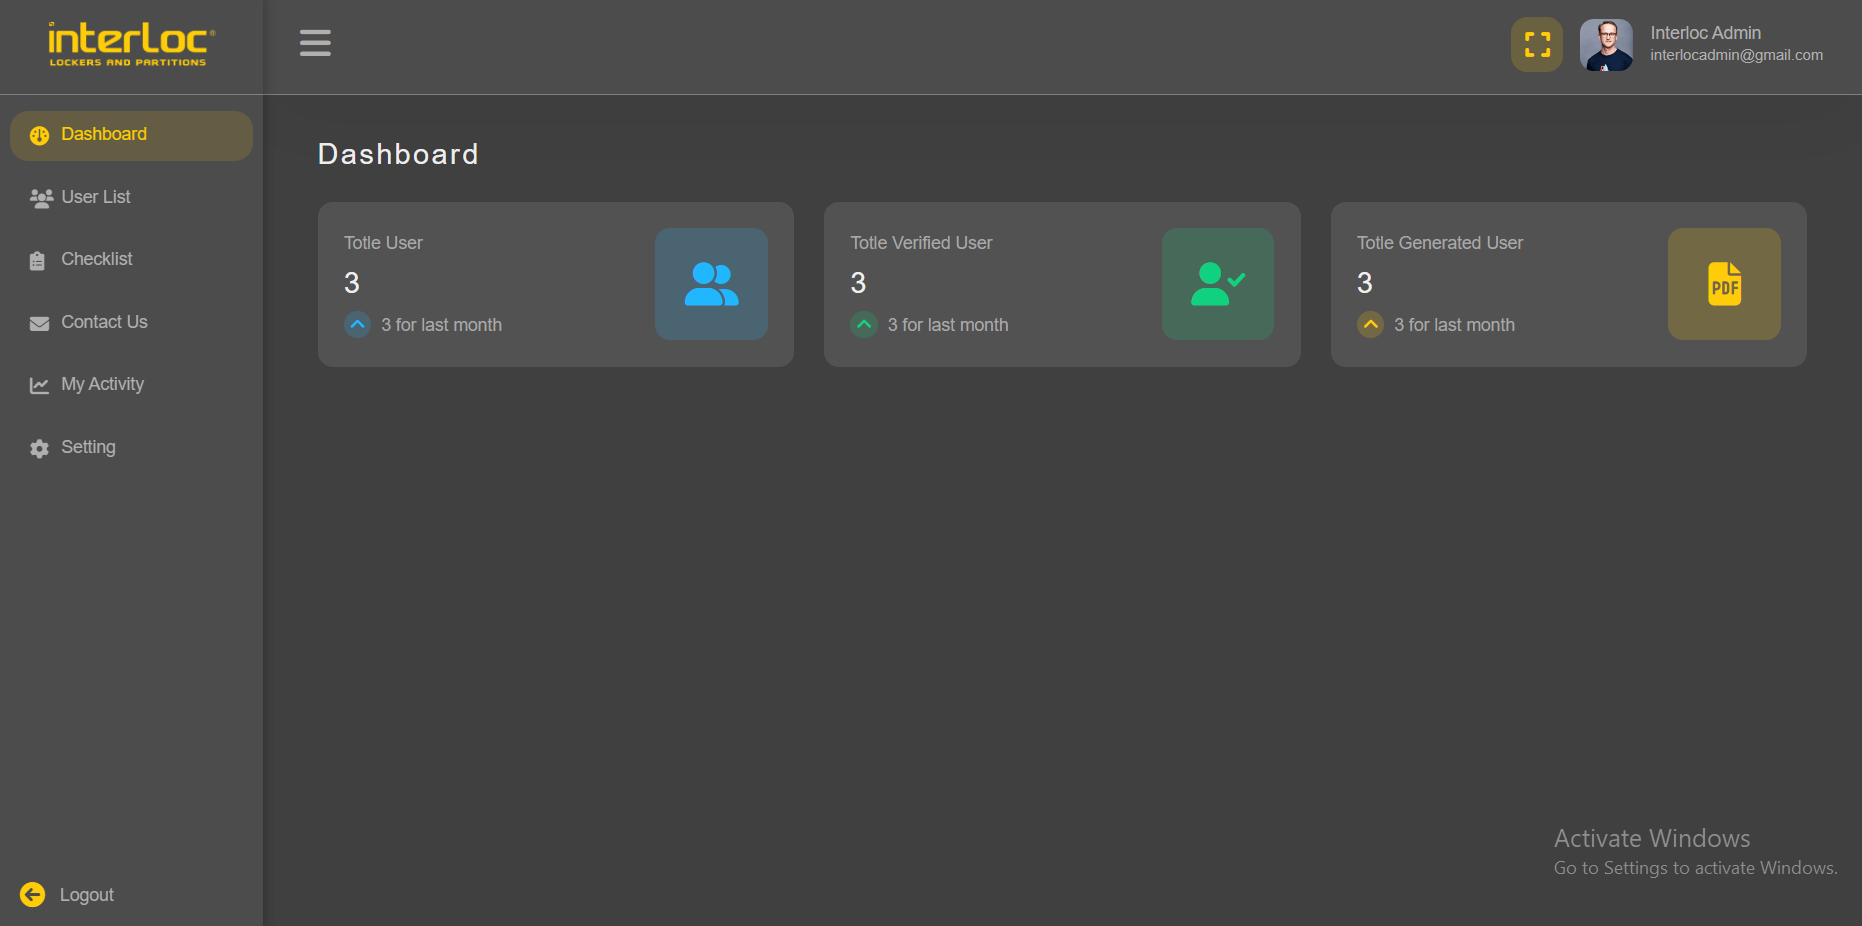 interloc®
LOCKERS AND PARTITIONS
Interloc Admin
interlocadmin@gmail.com
Dashboard
User List
Checklist
Contact Us
My Activity
Setting
Logout
Dashboard
Totle User
3
3 for last month
Totle Verified User
3
3 for last month
Totle Generated User
3
3 for last month
PDF
Activate Windows
Go to Settings to activate Windows.